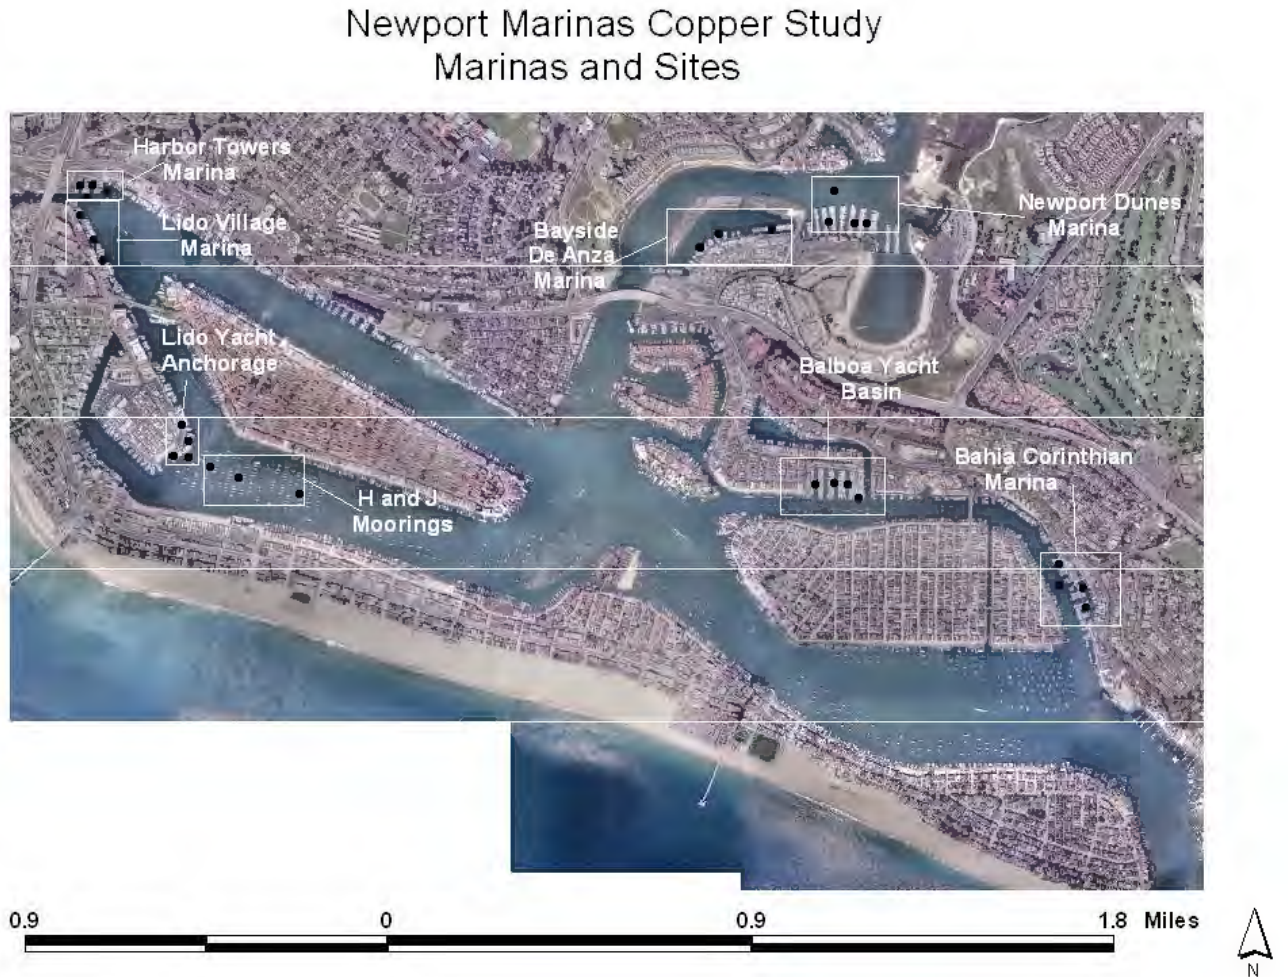 Newport Marinas Copper Study
Marinas and Sites
Harbor Towers
Marina
Lido Village
Marina
Bayside
De Anza
Marina
Newport Dunes
Marina
Lido Yacht
Anchorage
Balboa Yacht
Basin
Bahia Corinthian
Marina
H and J
Moorings
0.9 0 0.9 1.8 Miles
N